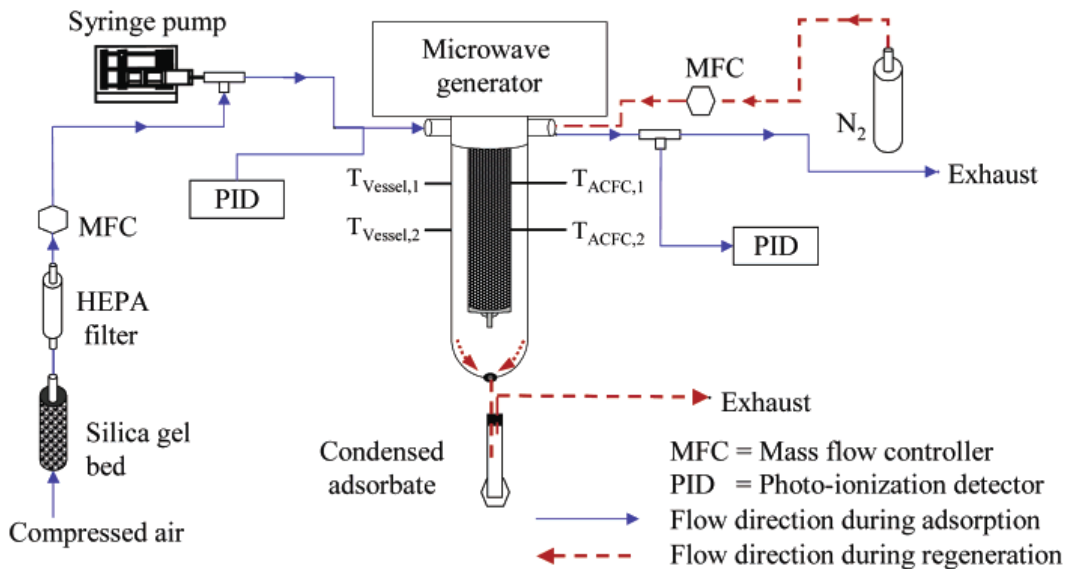 Syringe pump
Microwave
generator
MFC
N2
PID
TVessel,1
TACFC,1
Exhaust
MFC
TVessel,2
TACFC,2
PID
HEPA
filter
Exhaust
Silica gel
bed
Condensed
adsorbate
Compressed air
MFC = Mass flow controller
PID = Photo-ionization detector
Flow direction during adsorption
Flow direction during regeneration